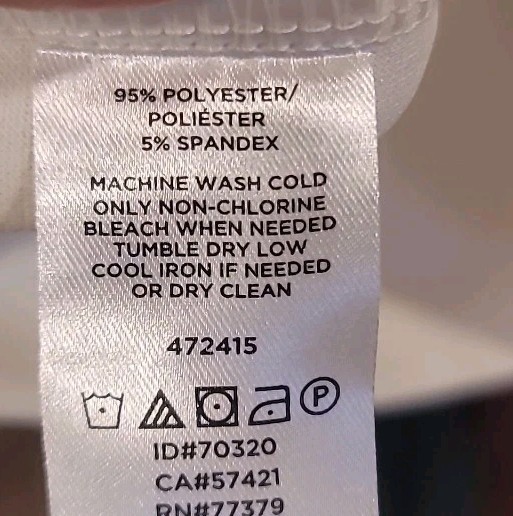 95% POLYESTER/
POLIÉSTER
5% SPANDEX
MACHINE WASH COLD
ONLY NON-CHLORINE
BLEACH WHEN NEEDED
TUMBLE DRY LOW
COOL IRON IF NEEDED
OR DRY CLEAN
472415
P
ID#70320
CA#57421
RN#77379